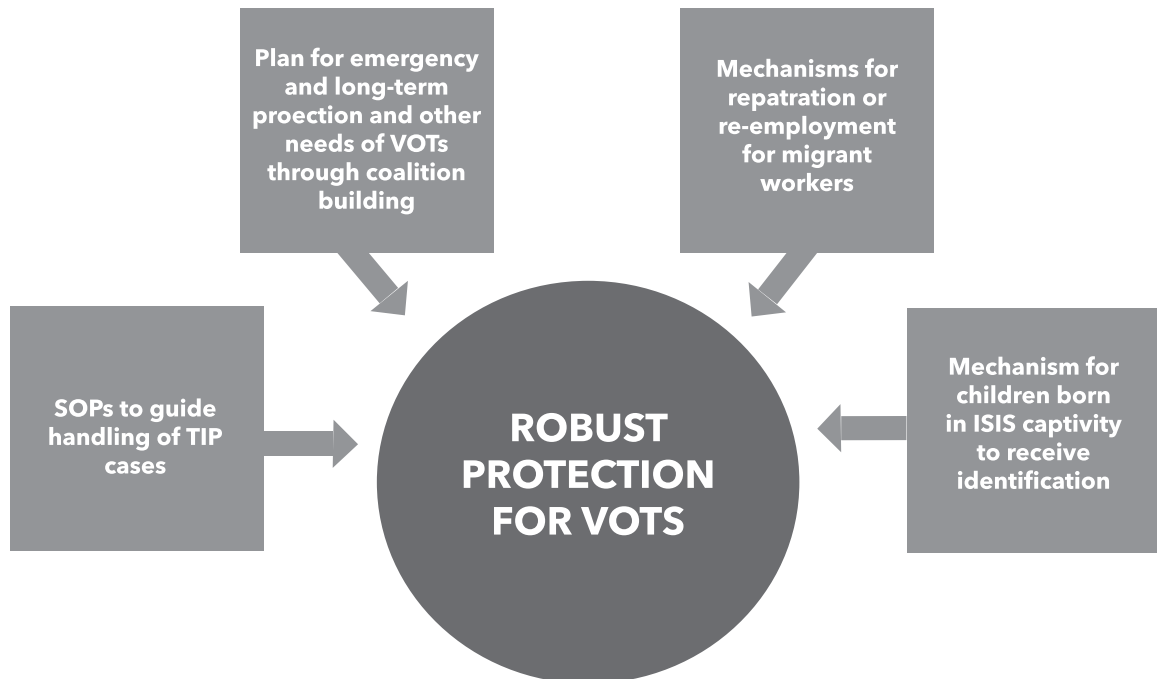 Plan for emergency
and long-term
proection and other
needs of VOTs
through coalition
building
Mechanisms for
repatration or
re-employment
for migrant
workers
SOPs to guide
handling of TIP
cases
ROBUST
PROTECTION
FOR VOTS
Mechanism for
children born
in ISIS captivity
to receive
identification